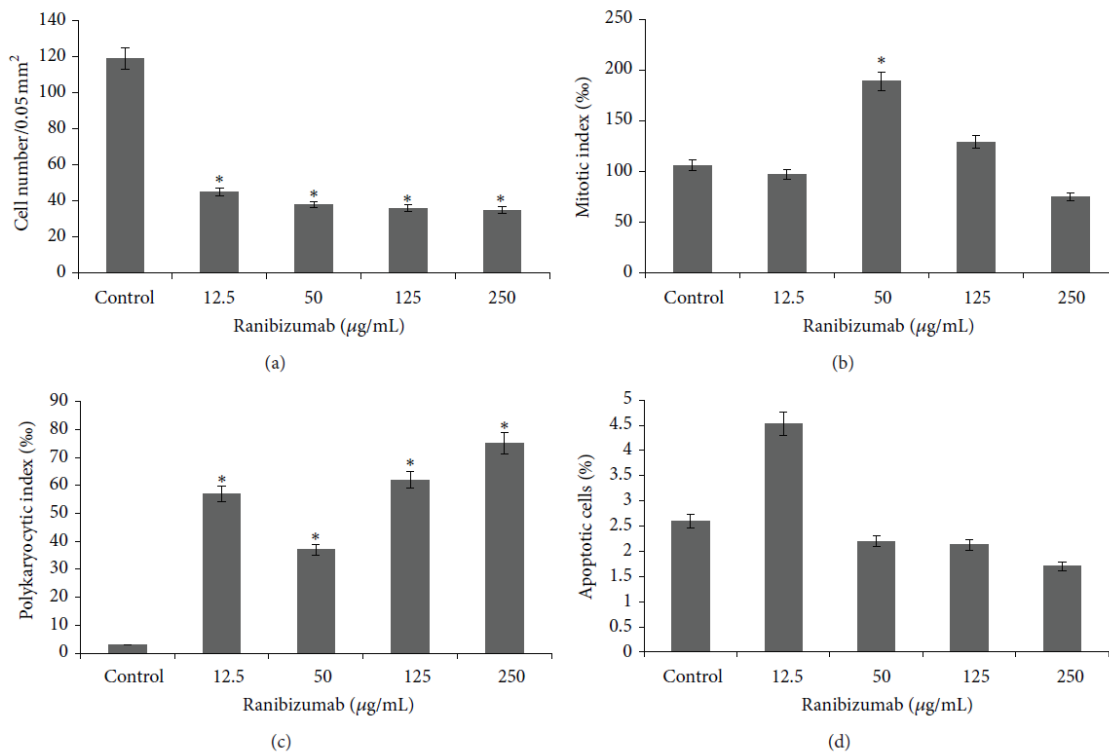 140
120
100
80
60
40
20
0
Cell number/0.05 mm²
*
*
*
*
Control 12.5 50 125 250
Ranibizumab (μg/mL)
(a)
250
200
150
100
50
0
Mitotic index (‰)
*
Control 12.5 50 125 250
Ranibizumab (μg/mL)
(b)
90
80
70
60
50
40
30
20
10
0
Polykaryocytic index (‰)
*
*
*
*
Control 12.5 50 125 250
Ranibizumab (μg/mL)
(c)
5
4.5
4
3.5
3
2.5
2
1.5
1
0.5
0
Apoptotic cells (%)
Control 12.5 50 125 250
Ranibizumab (μg/mL)
(d)